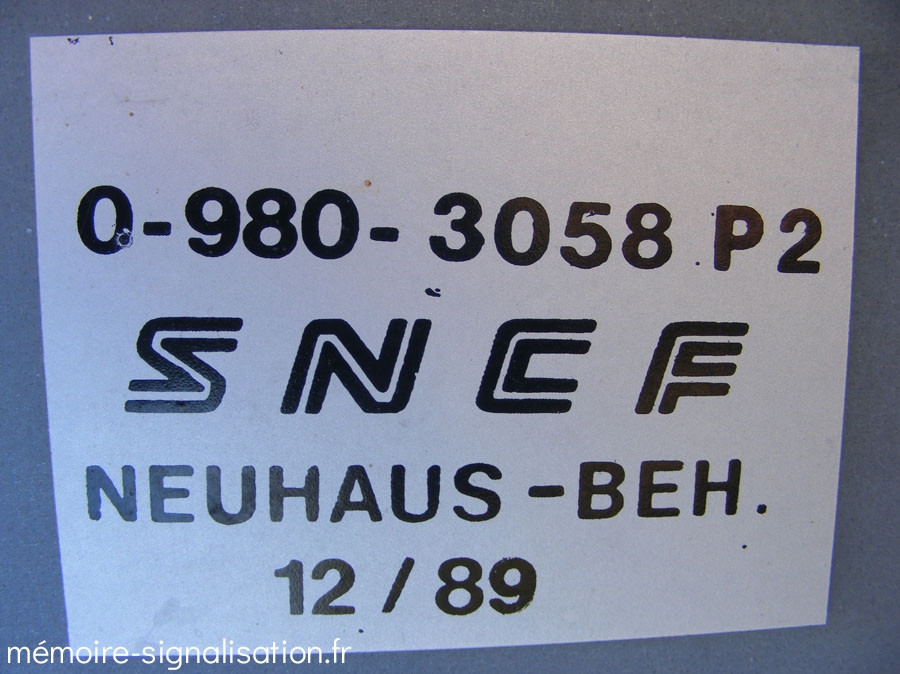 0-980-3058 P2
SNCF
NEUHAUS-BEH.
12/89
mémoire-signalisation.fr